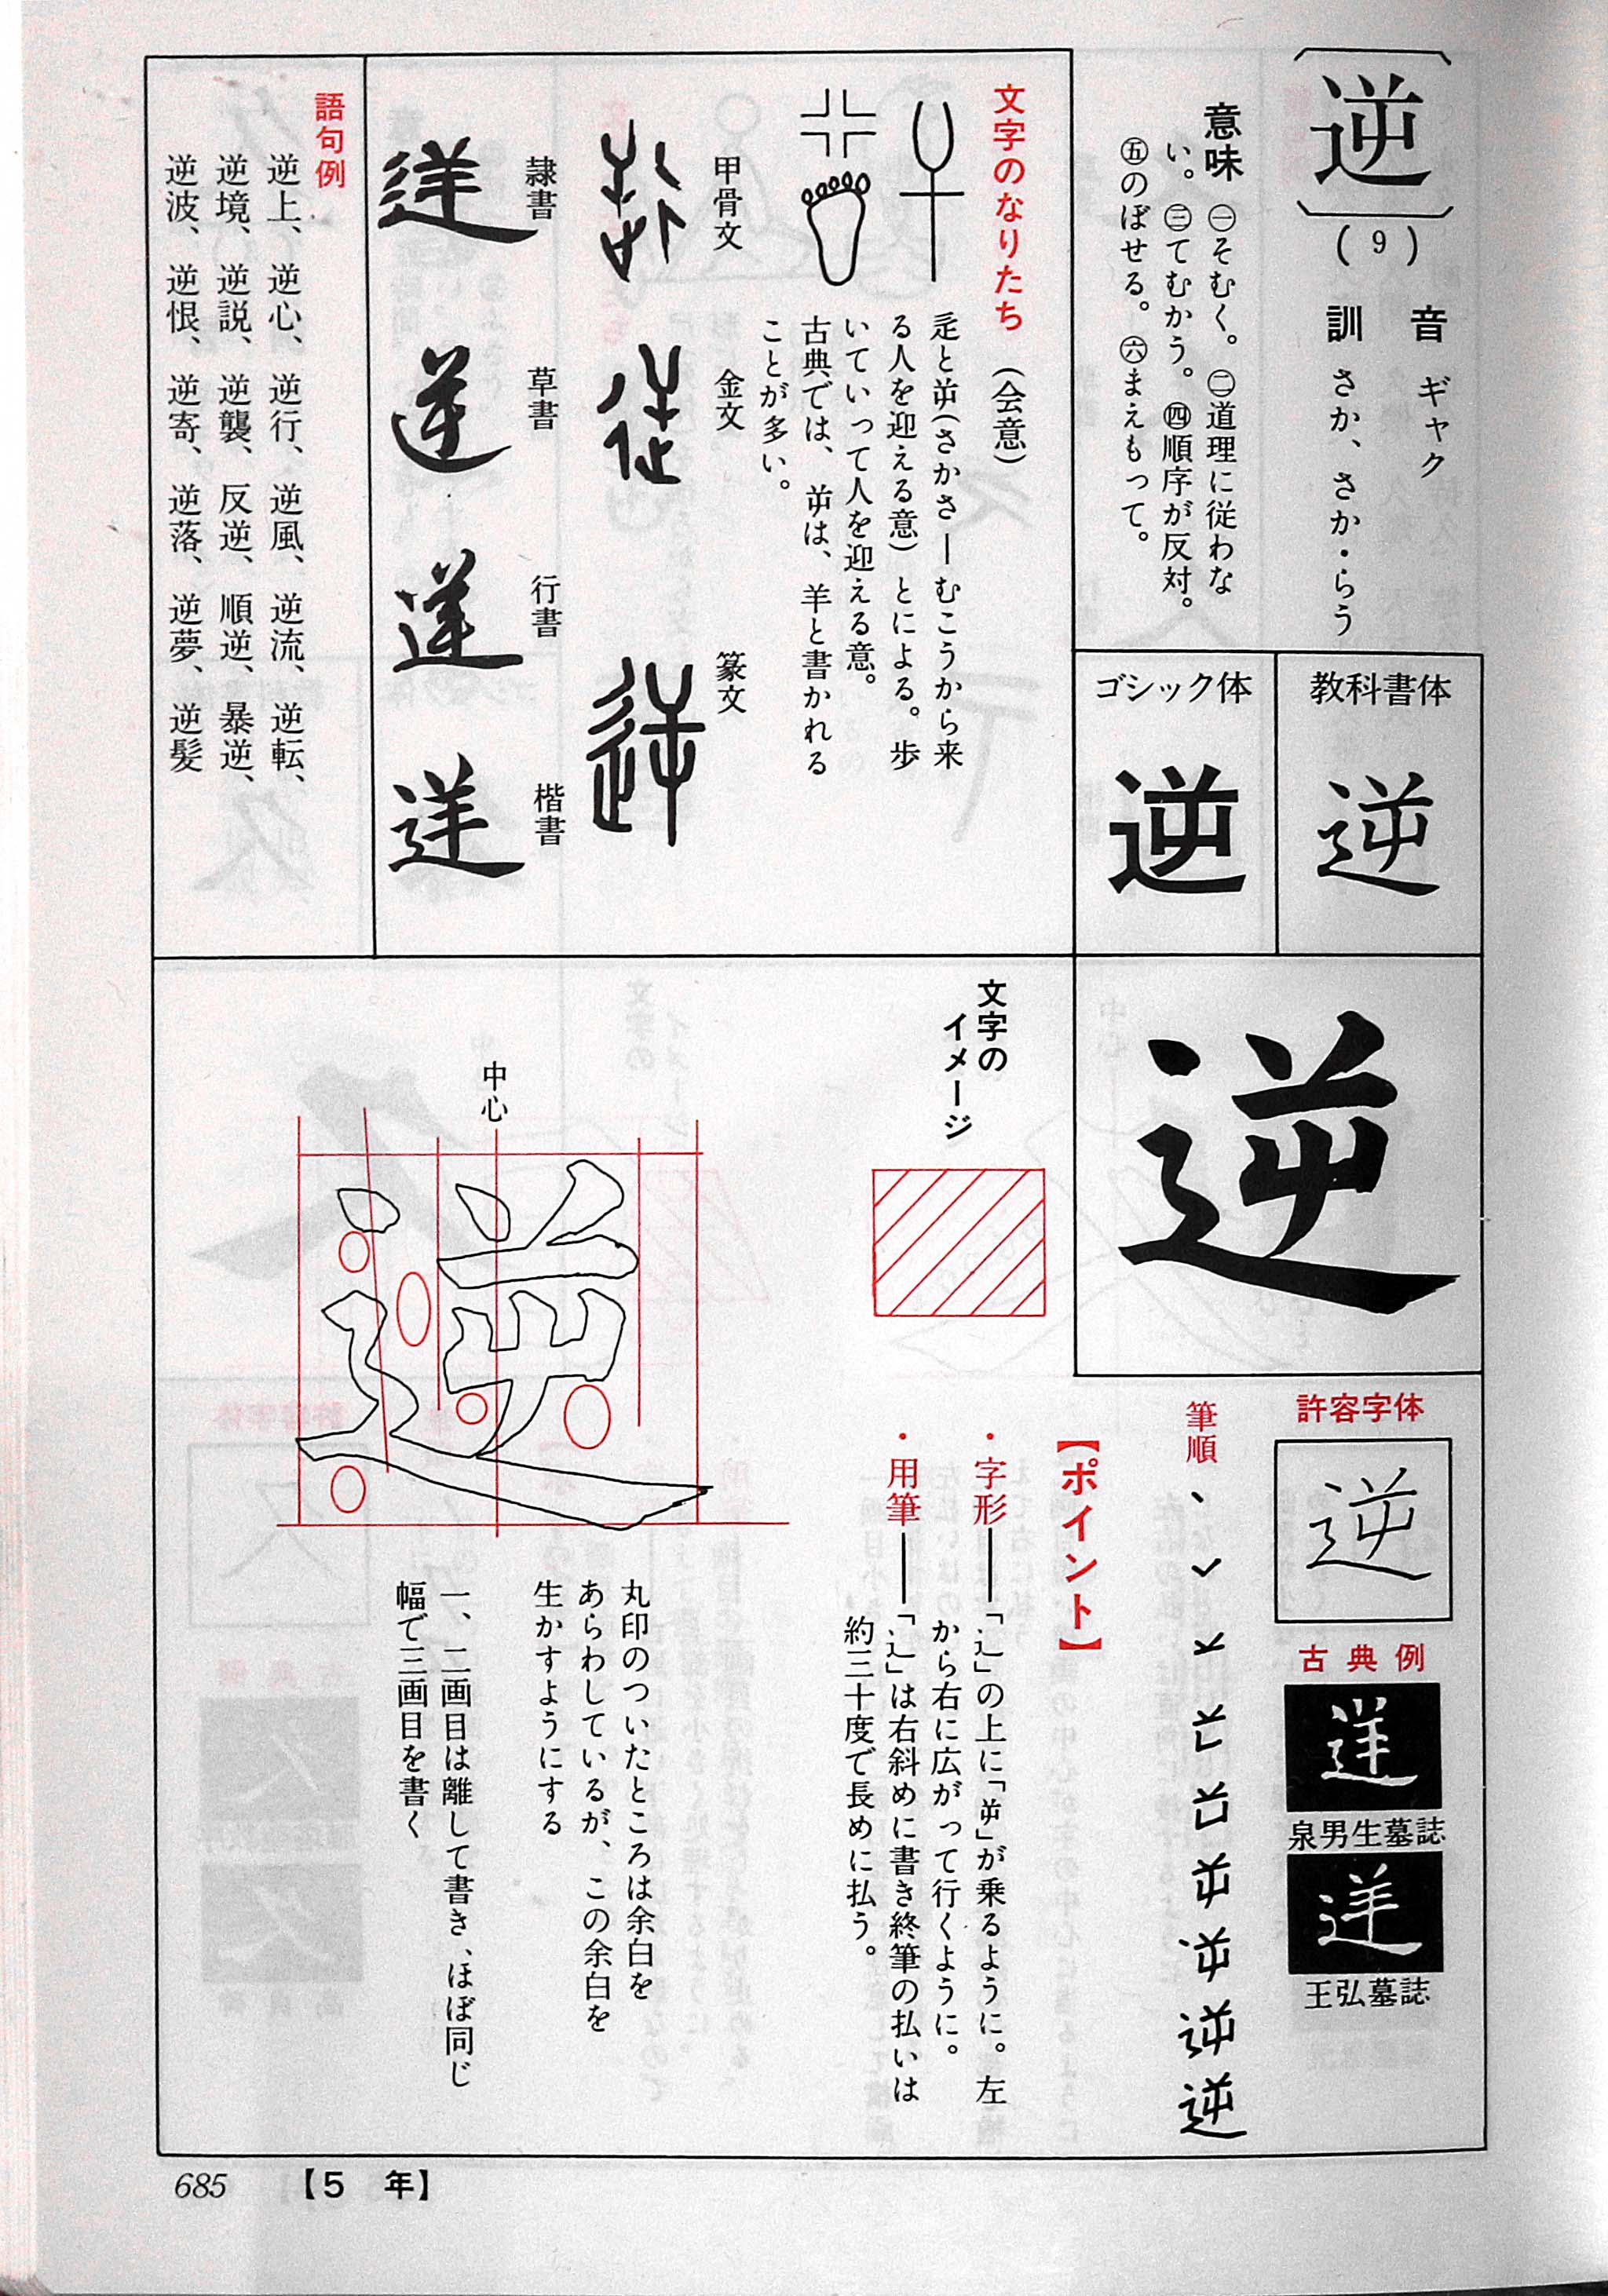 逆
(9)
音 ギャク
訓 さか、さか・らう
意味 ㊀そむく。㊁道理に従わな
い。㊂てむかう。㊃順序が反対。
㊄のぼせる。㊅まえもって。
教科書体
逆
ゴシック体
逆
文字のなりたち (会意)
辵と屰(さかさーむこうから来
る人を迎える意)とによる。歩
いていって人を迎える意。
古典では、屰は、羊と書かれる
ことが多い。
甲骨文
金文
篆文
隷書
草書
行書
楷書
語句例
逆上、逆心、逆行、逆風、逆流、逆転、
逆境、逆説、逆襲、反逆、順逆、暴逆、
逆波、逆恨、逆寄、逆落、逆夢、逆髪
逆
文字の
イメージ
中心
許容字体
逆
古典例
泉男生墓誌
王弘墓誌
筆順
【ポイント】
・字形―「辶」の上に「屰」が乗るように。左
から右に広がって行くように。
・用筆―「辶」は右斜めに書き終筆の払いは
約三十度で長めに払う。
丸印のついたところは余白を
あらわしているが、この余白を
生かすようにする
一、二画目は離して書き、ほぼ同じ
幅で三画目を書く
685 【5 年】